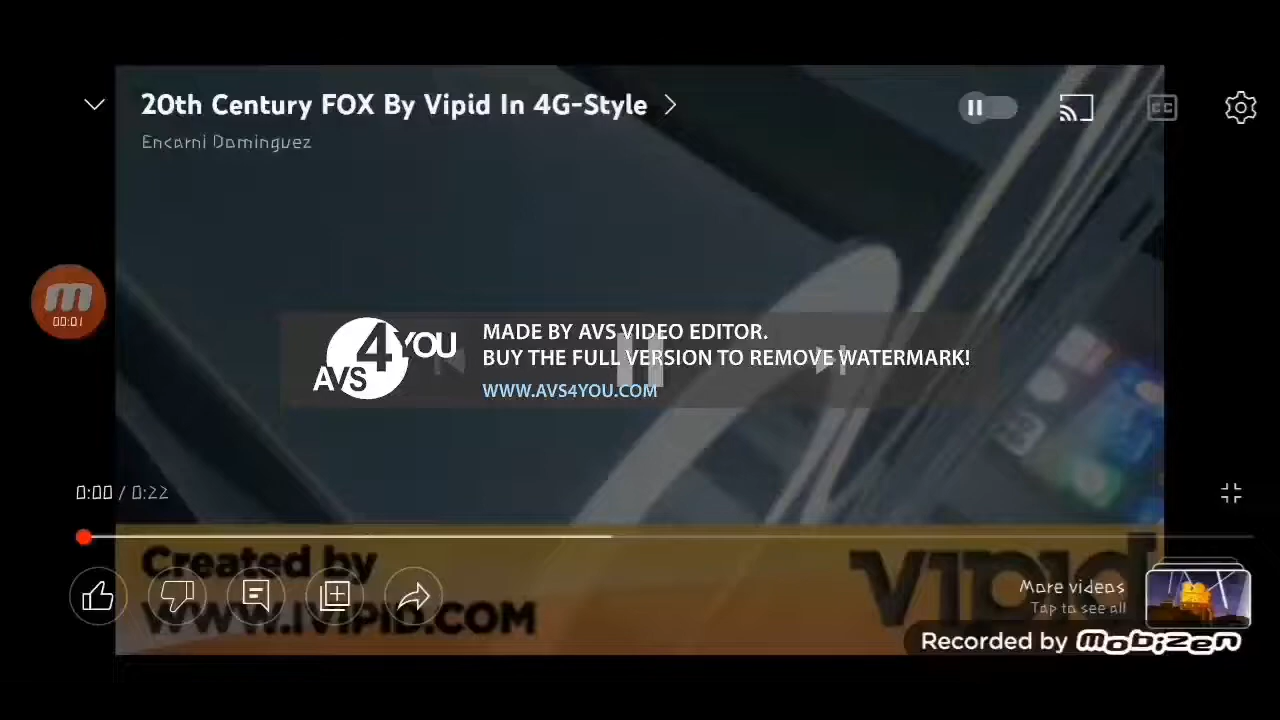 20th Century FOX By Vipid In 4G-Style
Encarni Dominguez
CC
m
00:01
AVS4YOU
MADE BY AVS VIDEO EDITOR.
BUY THE FULL VERSION TO REMOVE WATERMARK!
WWW.AVS4YOU.COM
0:00 / 0:22
Created by
WWW.IVIPID.COM
vipid
More videos
Tap to see all
Recorded by mobizen